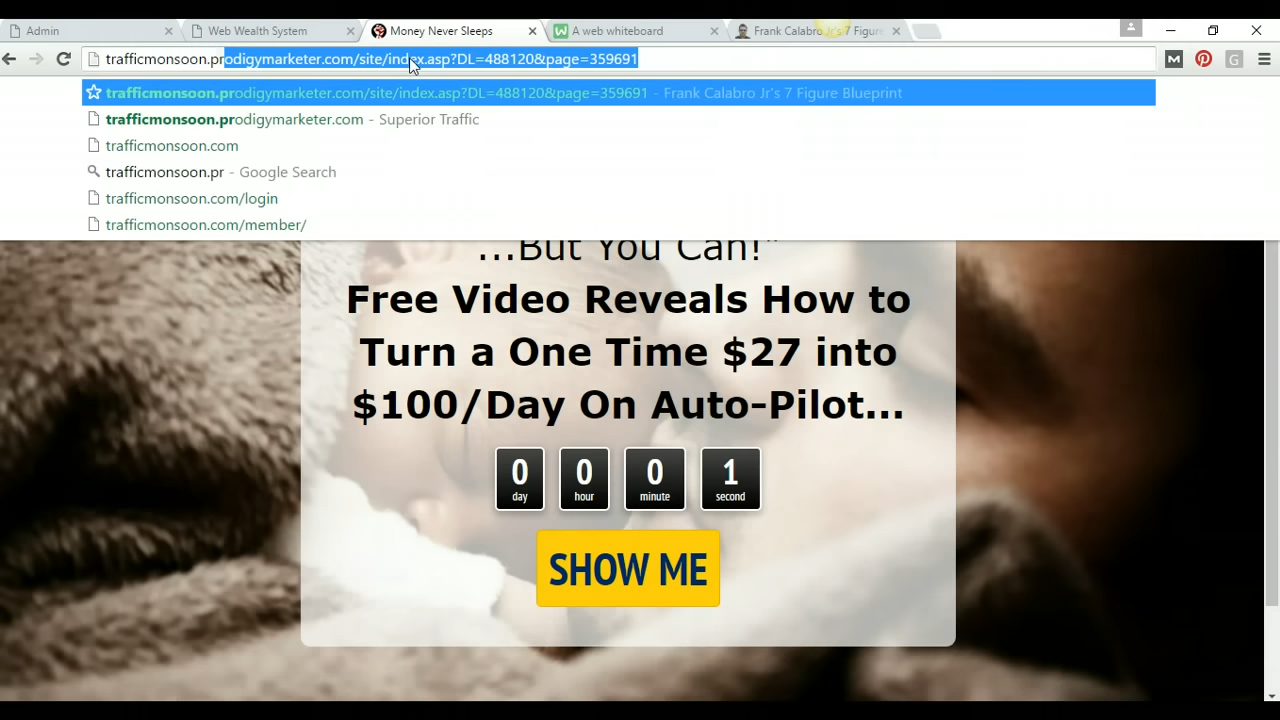 Admin
Web Wealth System
Money Never Sleeps
A web whiteboard
Frank Calabro Jr's 7 Figur
trafficmonsoon.prodigymarketer.com/site/index.asp?DL=488120&page=359691
M
G
trafficmonsoon.prodigymarketer.com/site/index.asp?DL=488120&page=359691 - Frank Calabro Jr's 7 Figure Blueprint
trafficmonsoon.prodigymarketer.com - Superior Traffic
trafficmonsoon.com
trafficmonsoon.pr - Google Search
trafficmonsoon.com/login
trafficmonsoon.com/member/
...But You Can!"
Free Video Reveals How to
Turn a One Time $27 into
$100/Day On Auto-Pilot...
0 0 0 1
day hour minute second
SHOW ME